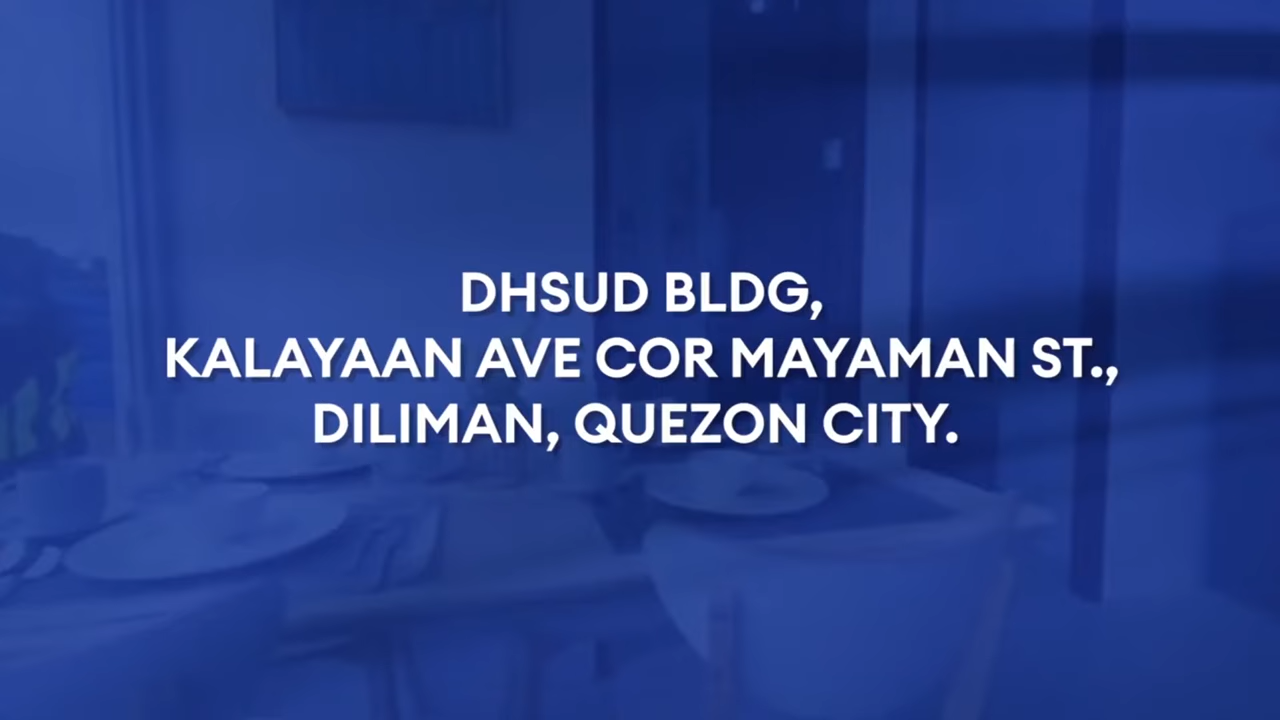 DHSUD BLDG,
KALAYAAN AVE COR MAYAMAN ST.,
DILIMAN, QUEZON CITY.